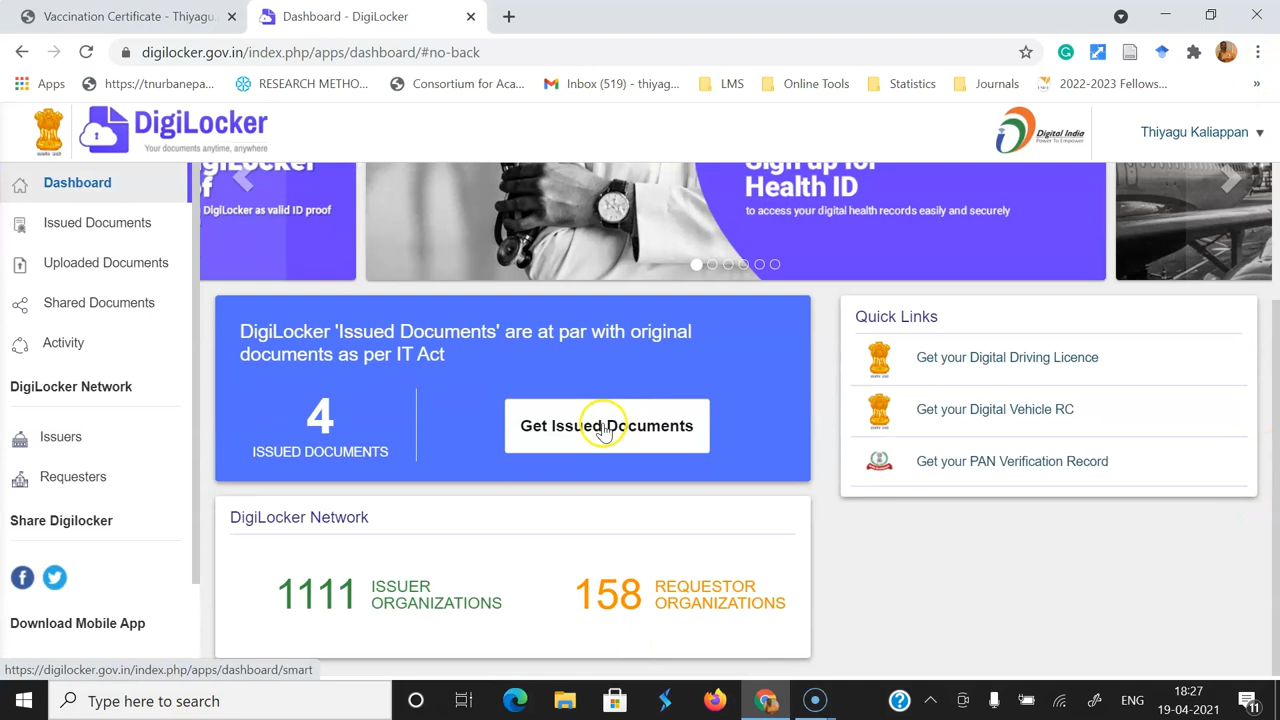 Vaccination Certificate - Thiyagu
Dashboard - DigiLocker
digilocker.gov.in/index.php/apps/dashboard/#no-back
Apps
https://tnurbanepa...
RESEARCH METHO...
Consortium for Aca...
Inbox (519) - thiyag...
LMS
Online Tools
Statistics
Journals
2022-2023 Fellows...
»
DigiLocker
Your documents anytime, anywhere
Digital India
Power To Empower
Thiyagu Kaliappan
Dashboard
Issued Documents
Uploaded Documents
Shared Documents
Activity
DigiLocker Network
Issuers
Requesters
Share Digilocker
Download Mobile App
DigiLocker
f
DigiLocker as valid ID proof
Sign up for
Health ID
to access your digital health records easily and securely
DigiLocker 'Issued Documents' are at par with original
documents as per IT Act
4
ISSUED DOCUMENTS
Get Issued Documents
Quick Links
Get your Digital Driving Licence
Get your Digital Vehicle RC
Get your PAN Verification Record
DigiLocker Network
1111 ISSUER
ORGANIZATIONS
158 REQUESTOR
ORGANIZATIONS
https://digilocker.gov.in/index.php/apps/dashboard/smart
Type here to search
ENG
18:27
19-04-2021
11